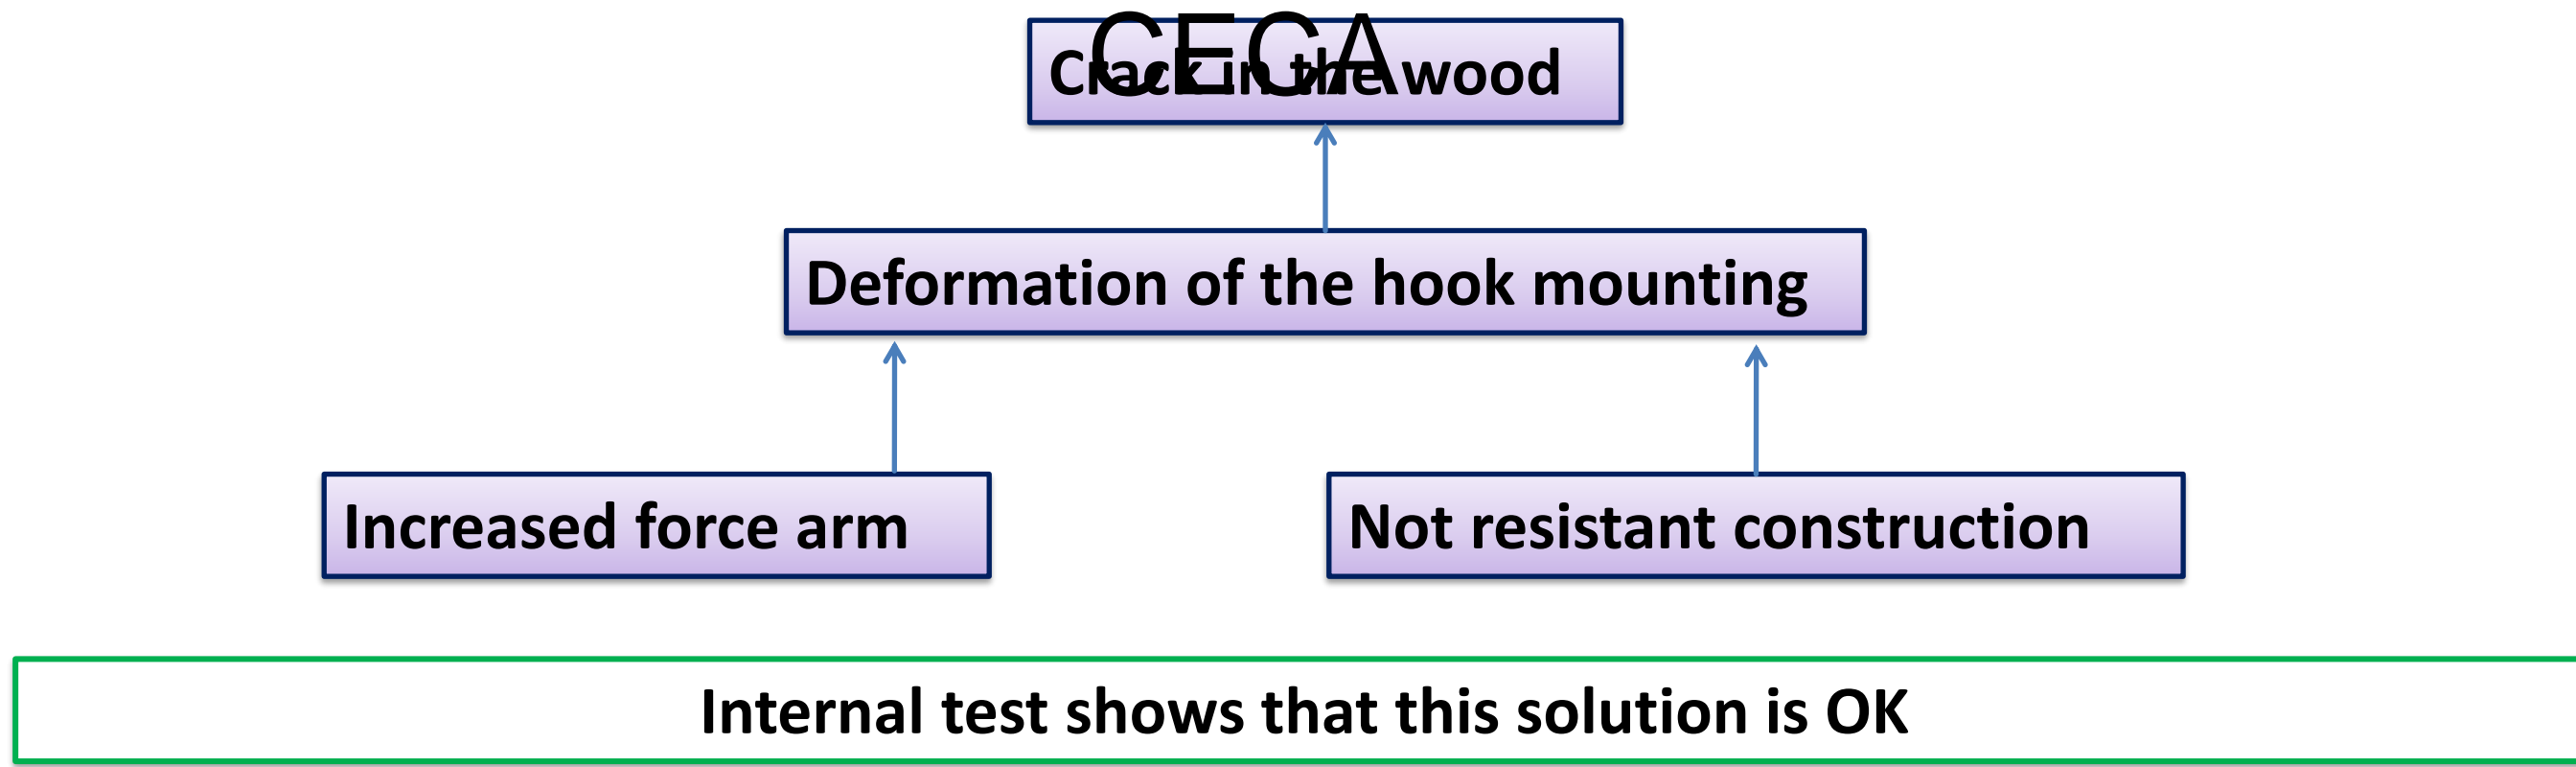 CECA
Crack in the wood
Deformation of the hook mounting
Increased force arm
Not resistant construction
Internal test shows that this solution is OK